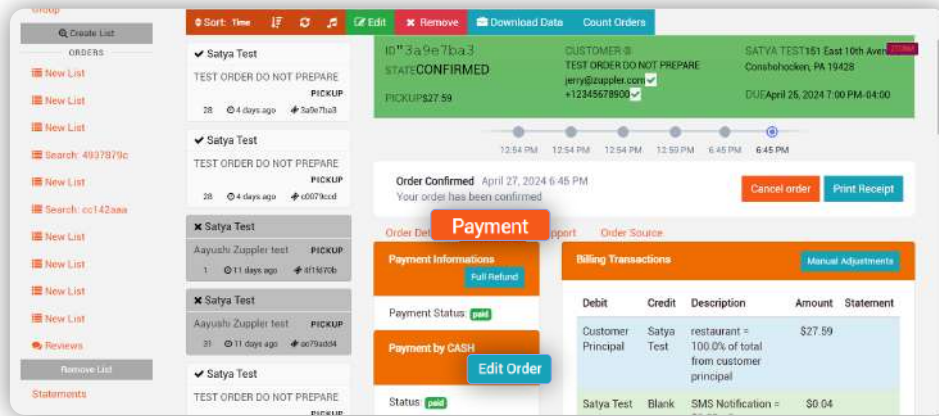 Group
Create List
ORDERS
New List
New List
New List
Search: 4937879c
New List
Search: cc142aaa
New List
New List
New List
New List
Reviews
Remove List
Statements
Sort: Time
Edit
Remove
Download Data
Count Orders
Satya Test
TEST ORDER DO NOT PREPARE
PICKUP
28 4 days ago 3a9e7ba3
Satya Test
TEST ORDER DO NOT PREPARE
PICKUP
28 4 days ago c0079ccd
Satya Test
Aayushi Zuppler test PICKUP
1 11 days ago
Satya Test
Aayushi Zuppler test PICKUP
31 11 days ago ac79add4
Satya Test
TEST ORDER DO NOT PREPARE
PICKUP
ID"3a9e7ba3
STATECONFIRMED
PICKUP$27.59
CUSTOMER
TEST ORDER DO NOT PREPARE
jerry@zuppler.com
+12345678900
SATYA TEST151 East 10th Aven
Conshohocken, PA 19428
DUEApril 26, 2024 7:00 PM-04:00
12:54 PM 12:54 PM 12:54 PM 12:59 PM 6:45 PM 6:45 PM
Order Confirmed April 27, 2024 6:45 PM
Your order has been confirmed
Cancel order
Print Receipt
Order De
Payment
pport
Order Source
Payment Informations
Full Refund
Payment Status: paid
Payment by CASH
Edit Order
Status: paid
Billing Transactions
Manual Adjustments
Debit Credit Description Amount Statement
Customer Satya restaurant = $27.59
Principal Test 100.0% of total
from customer
principal
Satya Test Blank SMS Notification = $0.04